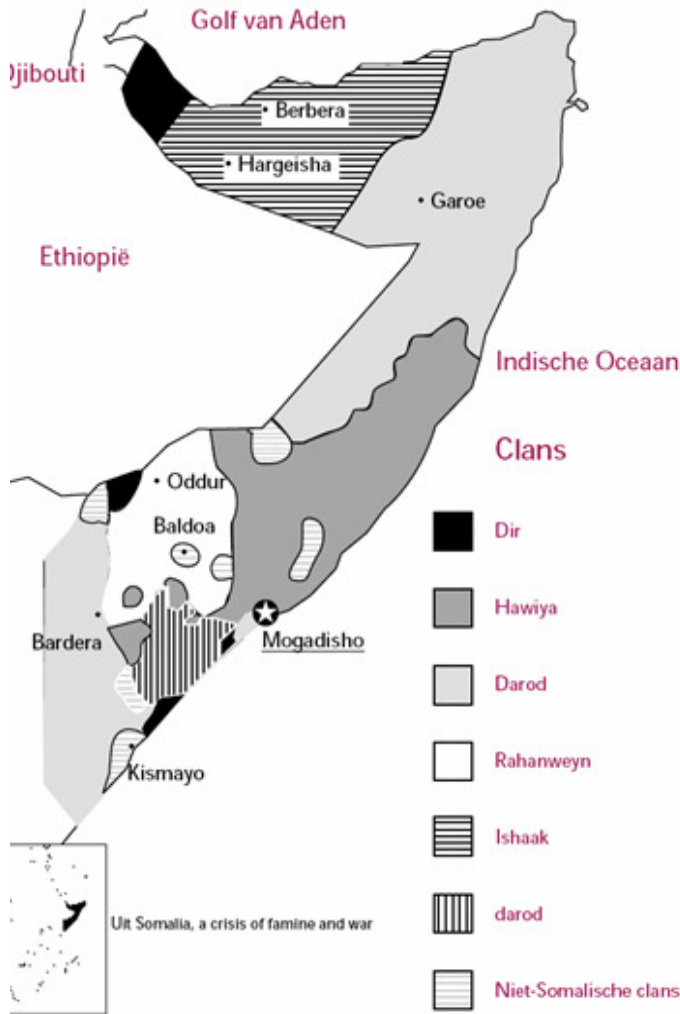 Golf van Aden
Djibouti
Berbera
Hargeisha
Garoe
Ethiopië
Indische Oceaan
Clans
Oddur
Baldoa
Dir
Hawiya
Bardera
Mogadisho
Darod
Rahanweyn
Kismayo
Ishaak
darod
Uit Somalia, a crisis of famine and war
Niet-Somalische clans